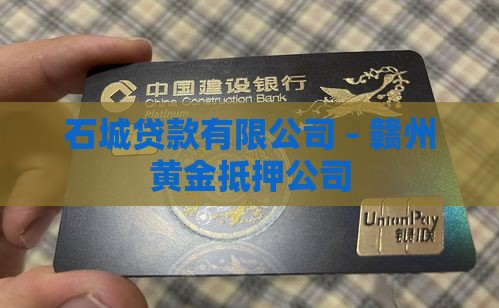 中国建设银行
China Construction Bank
Platinum
石城贷款有限公司 - 赣州
黄金抵押公司
UnionPay
银联